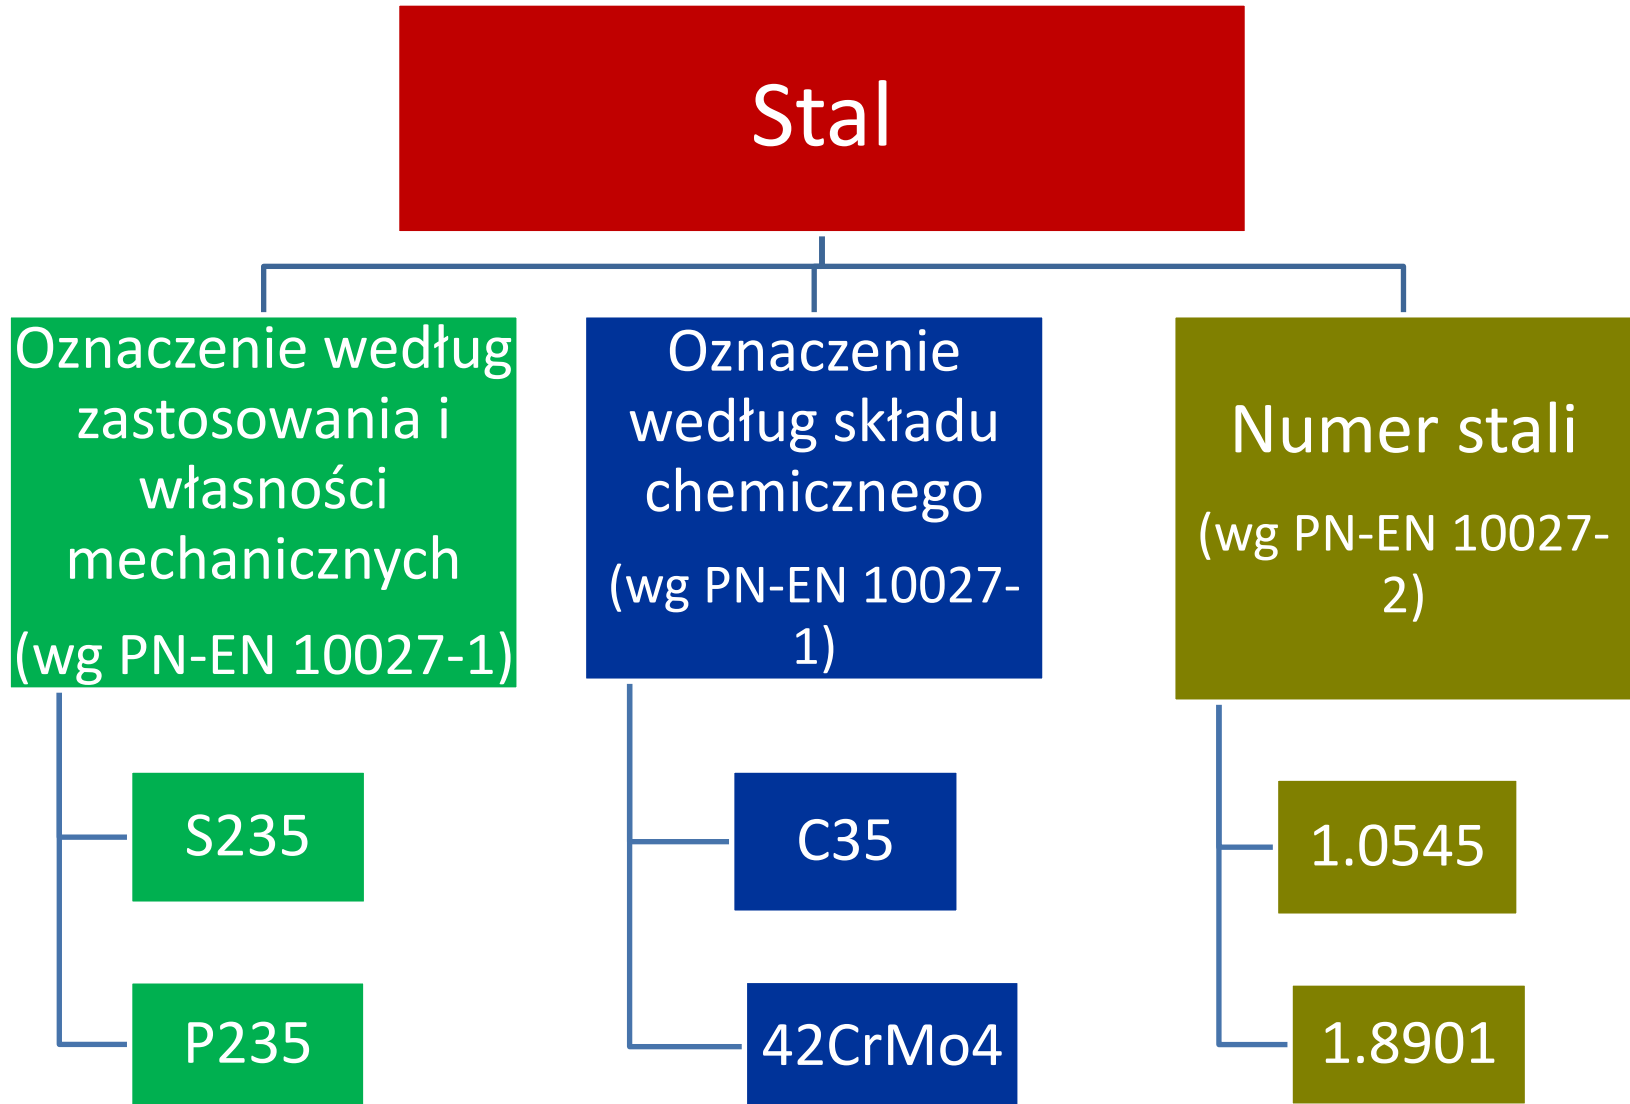 Stal
Oznaczenie według
zastosowania i
własności
mechanicznych
(wg PN-EN 10027-1)
Oznaczenie
według składu
chemicznego
(wg PN-EN 10027-
1)
Numer stali
(wg PN-EN 10027-
2)
S235
P235
C35
42CrMo4
1.0545
1.8901